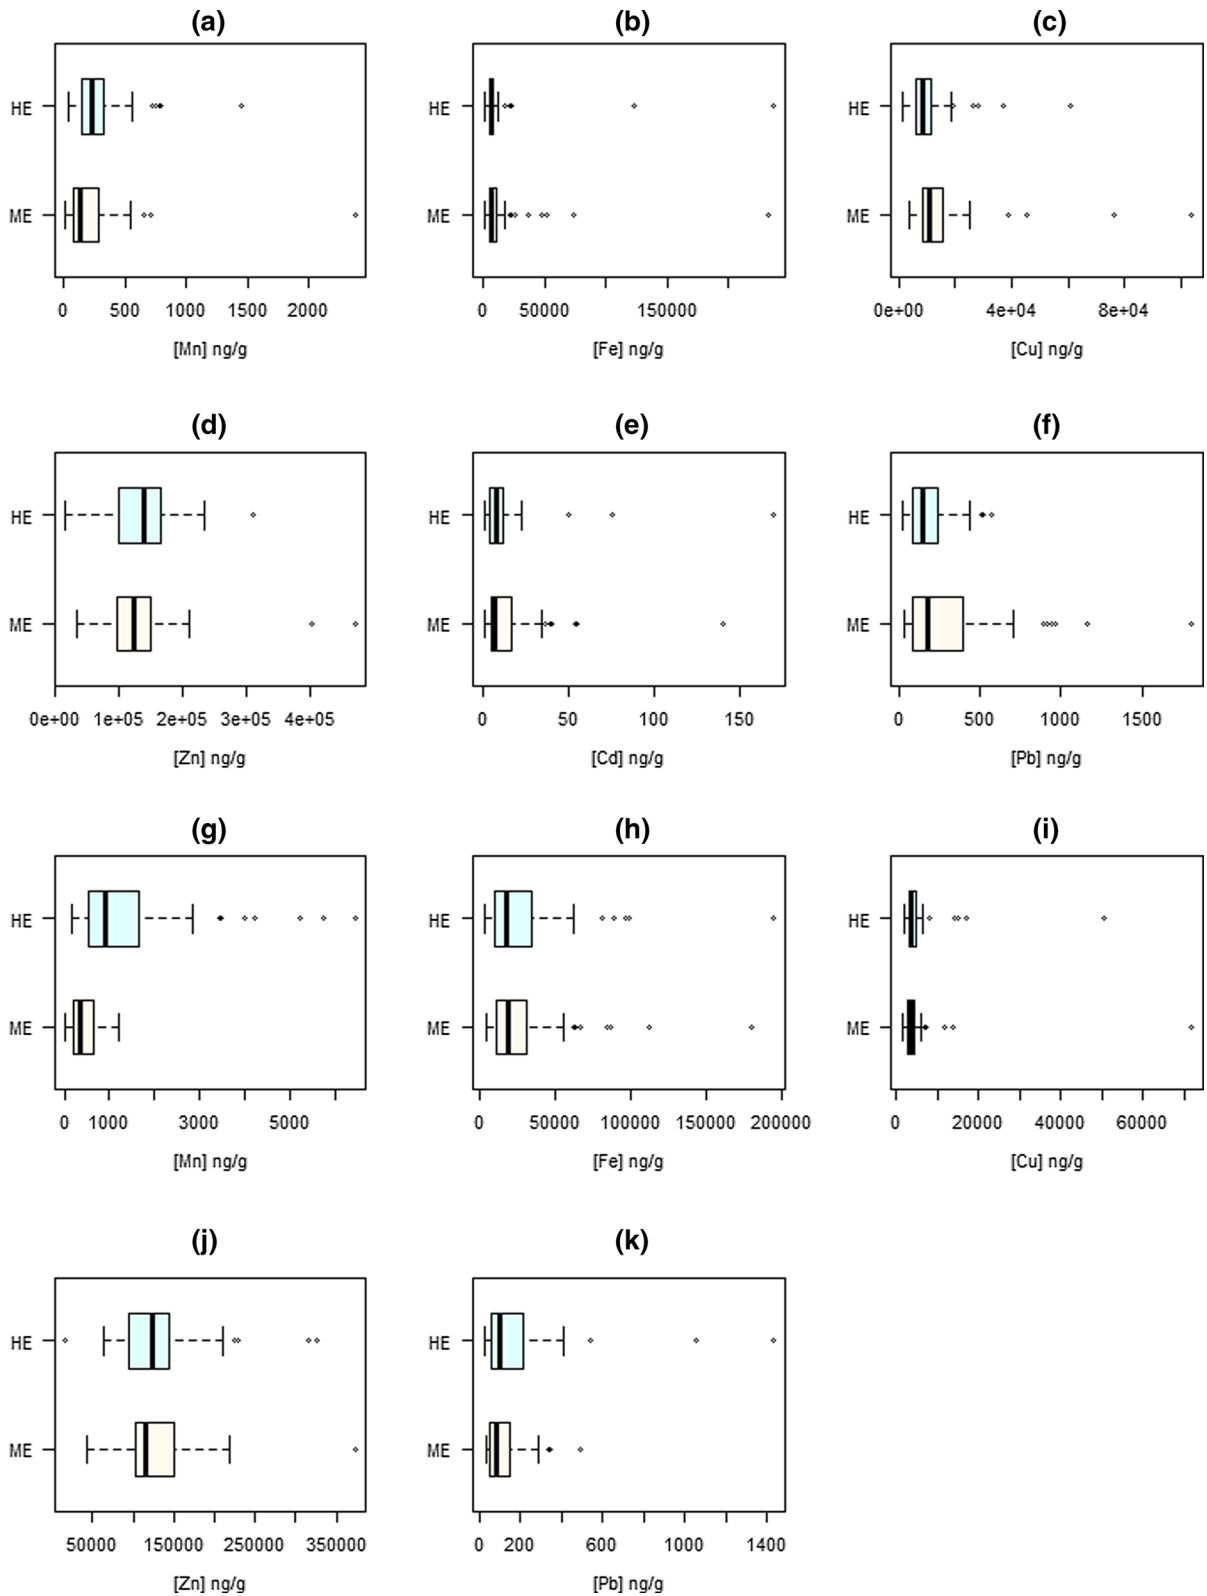 (a) (b) (c)
HE HE HE
ME ME ME
0 500 1000 1500 2000 0 50000 150000 0e+00 4e+04 8e+04
[Mn] ng/g [Fe] ng/g [Cu] ng/g
(d) (e) (f)
HE HE HE
ME ME ME
0e+00 1e+05 2e+05 3e+05 4e+05 0 50 100 150 0 500 1000 1500
[Zn] ng/g [Cd] ng/g [Pb] ng/g
(g) (h) (i)
HE HE HE
ME ME ME
0 1000 3000 5000 0 50000 100000 150000 200000 0 20000 40000 60000
[Mn] ng/g [Fe] ng/g [Cu] ng/g
(j) (k)
HE HE
ME ME
50000 150000 250000 350000 0 200 600 1000 1400
[Zn] ng/g [Pb] ng/g